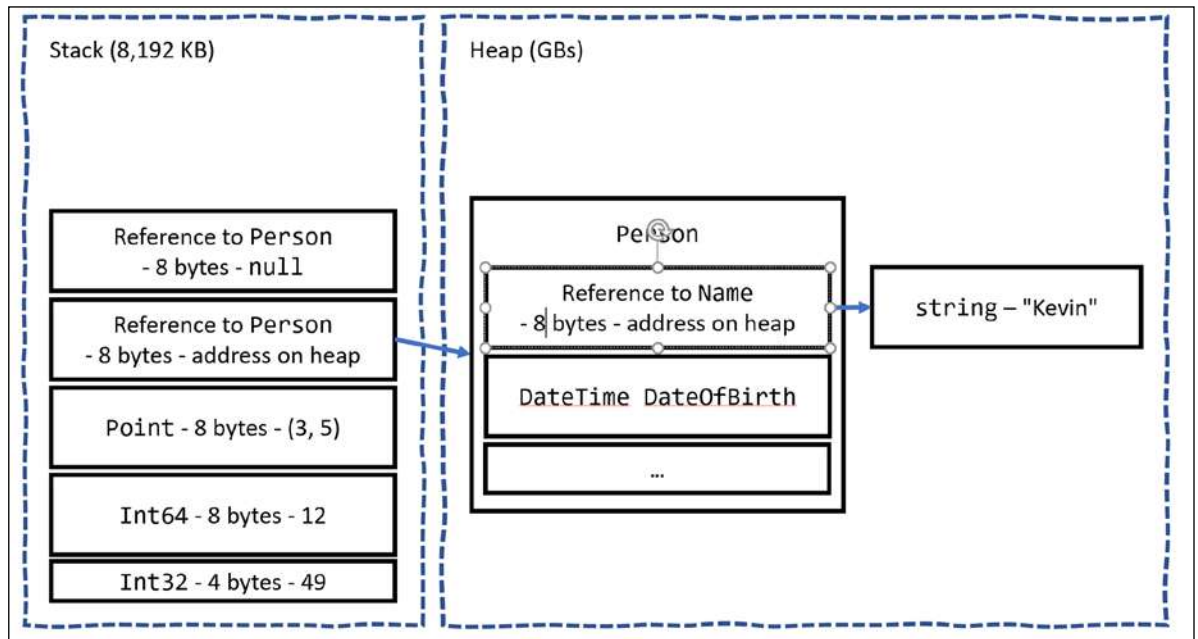 Stack (8,192 KB)
Reference to Person
- 8 bytes - null
Reference to Person
- 8 bytes - address on heap
Point - 8 bytes - (3, 5)
Int64 - 8 bytes - 12
Int32 - 4 bytes - 49
Heap (GBs)
Person
Reference to Name
- 8 bytes - address on heap
DateTime DateOfBirth
...
string – "Kevin"